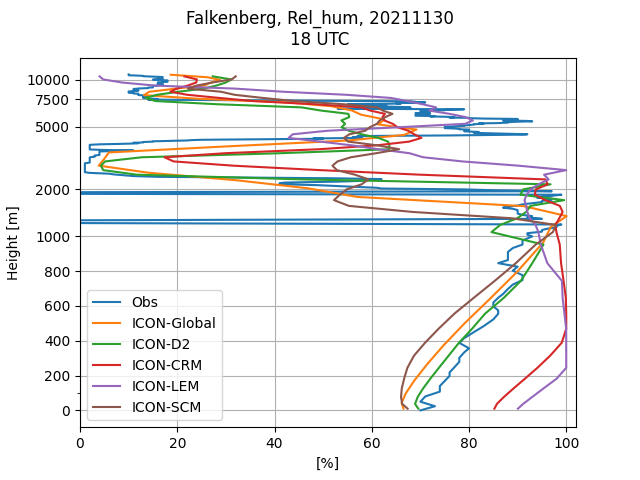 Falkenberg, Rel_hum, 20211130
18 UTC
10000
7500
5000
2000
1000
800
600
400
200
0
Height [m]
Obs
ICON-Global
ICON-D2
ICON-CRM
ICON-LEM
ICON-SCM
0 20 40 60 80 100
[%]